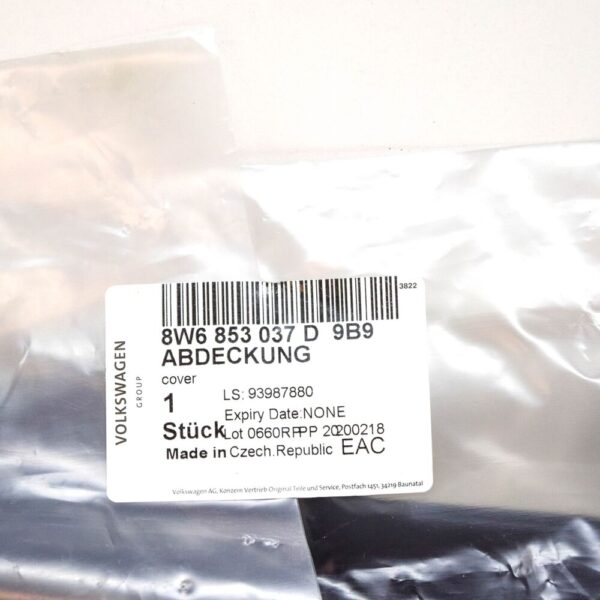 3822
8W6 853 037 D 9B9
ABDECKUNG
cover
1
LS: 93987880
Expiry Date:NONE
Stück Lot 0660RPPP 20200218
Made in Czech.Republic EAC
VOLKSWAGEN
GROUP
Volkswagen AG, Konzern Vertrieb Original Teile und Service, Postfach 1451, 34219 Baunatal